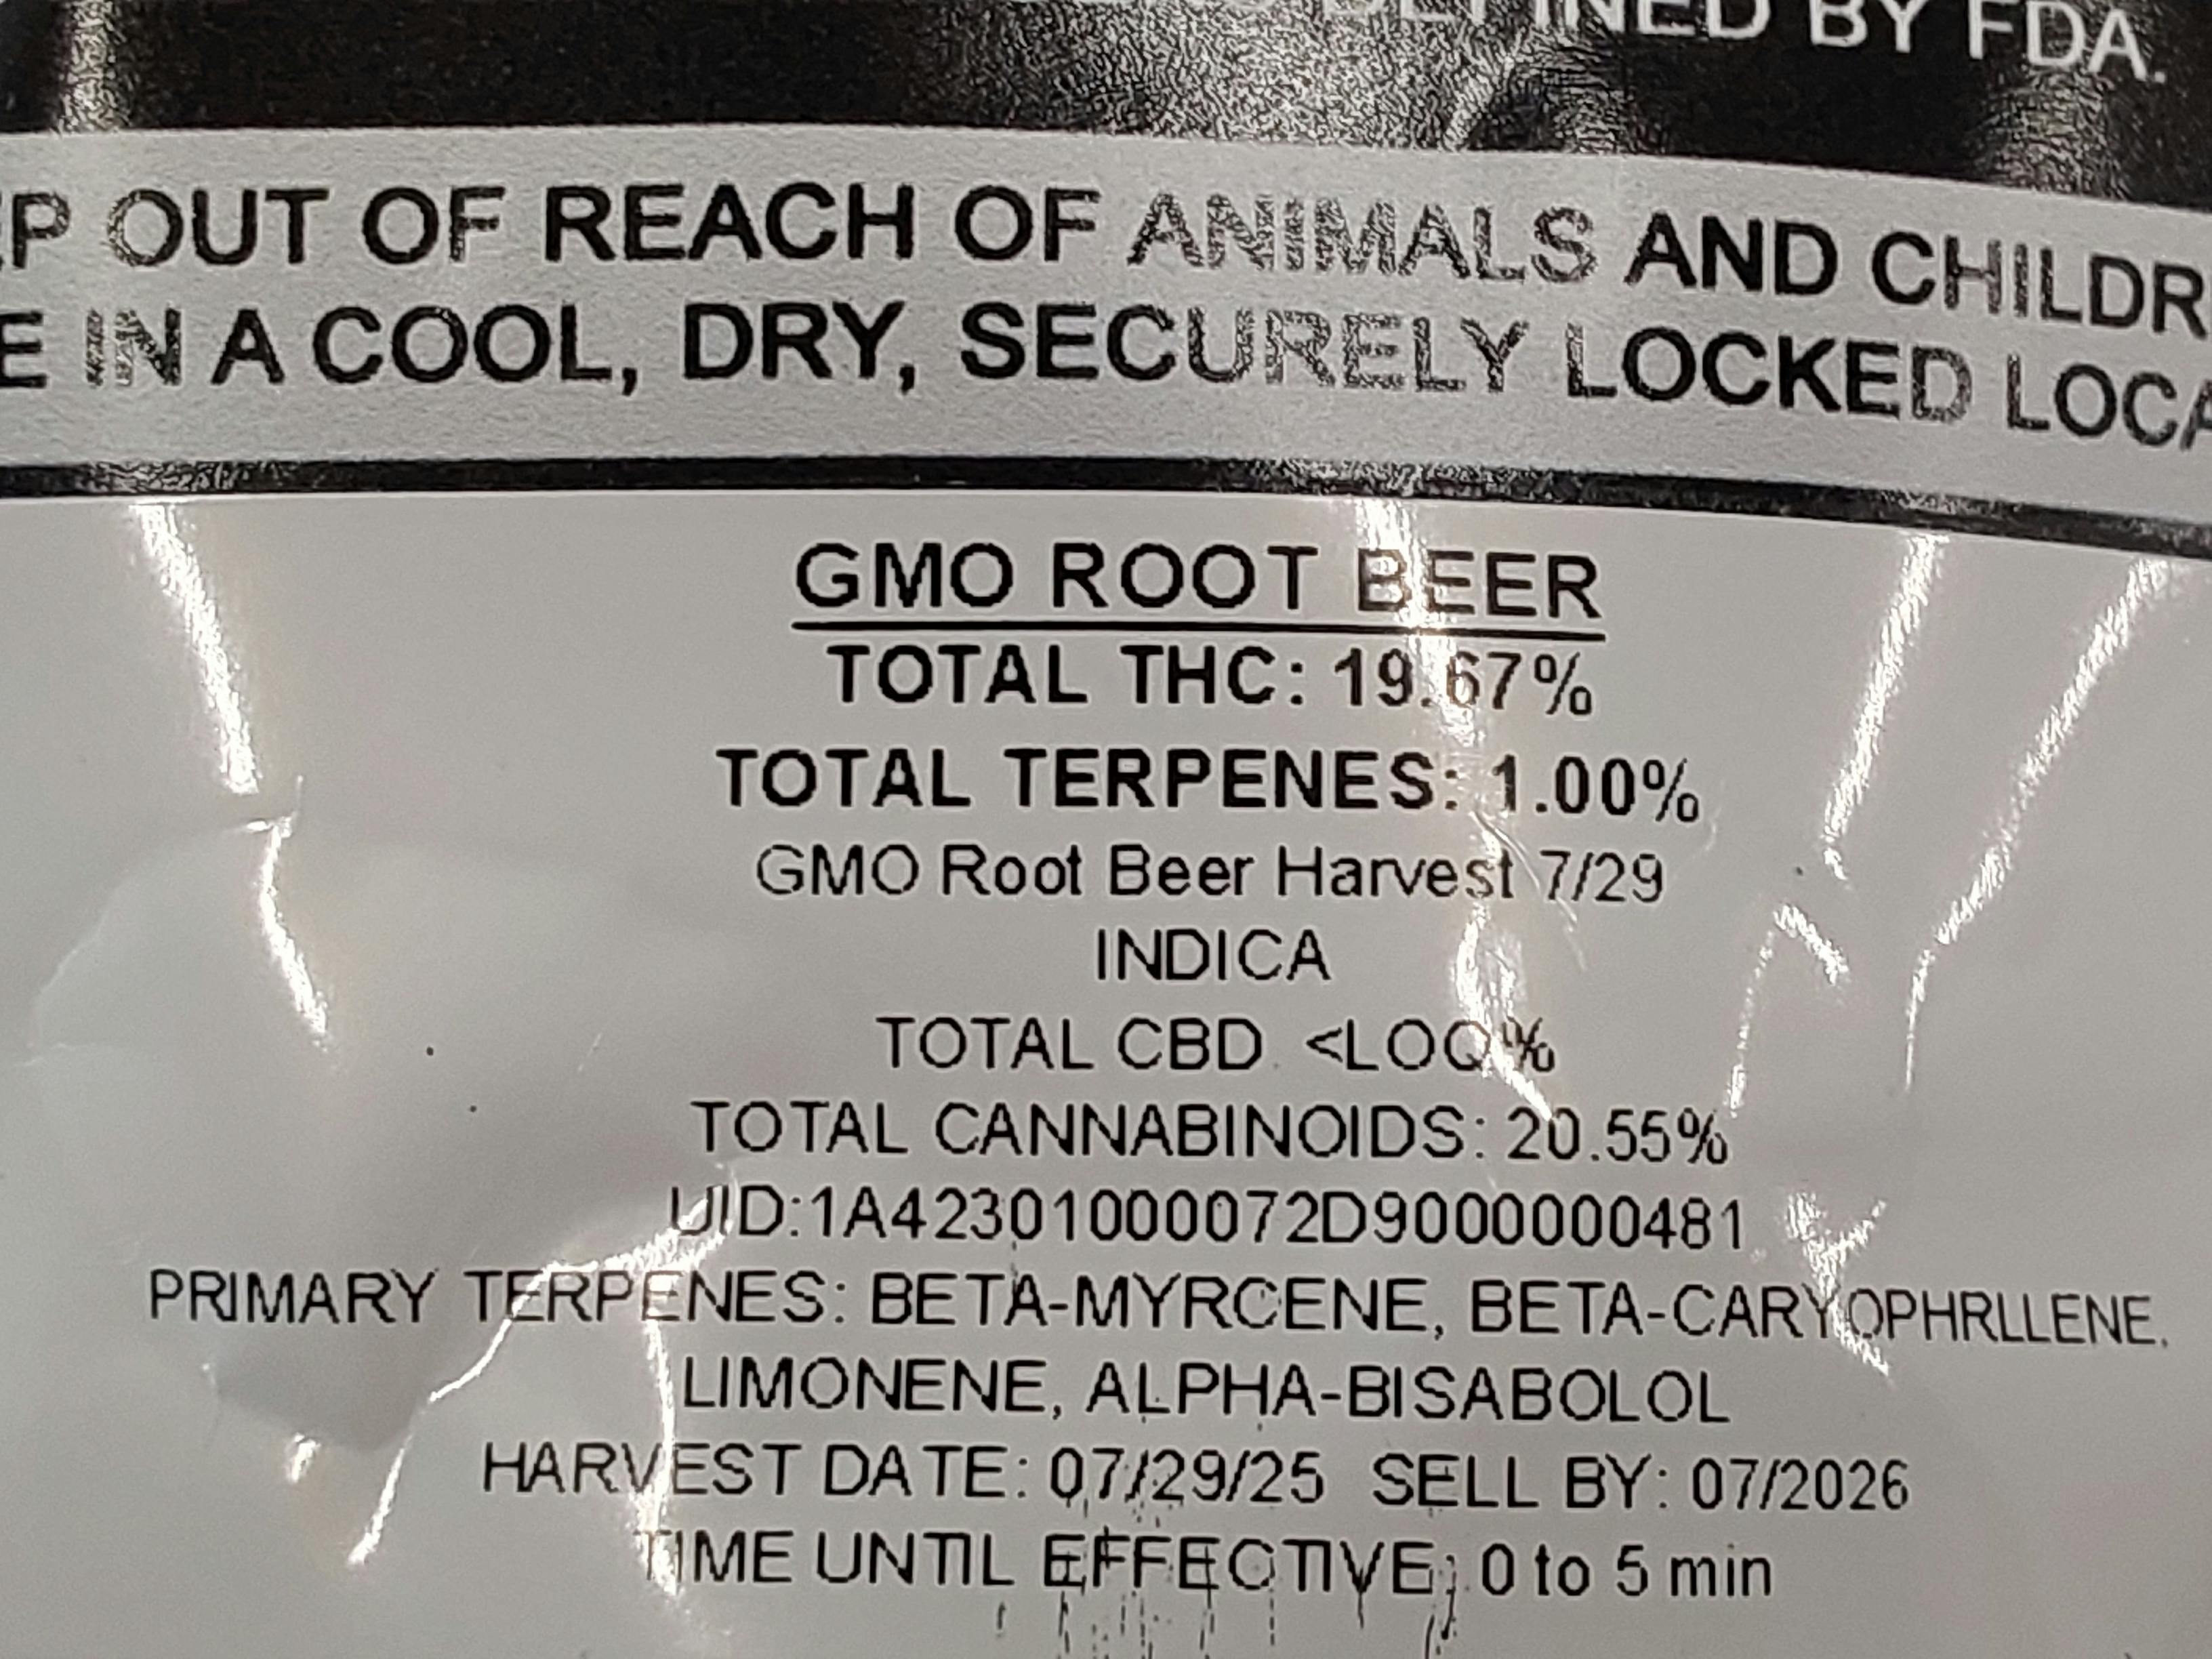 DEFINED BY FDA.
OUT OF REACH OF ANIMALS AND CHILDR
E IN A COOL, DRY, SECURELY LOCKED LOCA
GMO ROOT BEER
TOTAL THC: 19.67%
TOTAL TERPENES: 1.00%
GMO Root Beer Harvest 7/29
INDICA
TOTAL CBD <LOQ%
TOTAL CANNABINOIDS: 20.55%
UID:1A42301000072D9000000481
PRIMARY TERPENES: BETA-MYRCENE, BETA-CARYOPHRLLENE,
LIMONENE, ALPHA-BISABOLOL
HARVEST DATE: 07/29/25 SELL BY: 07/2026
TIME UNTIL EFFECTIVE: 0 to 5 min